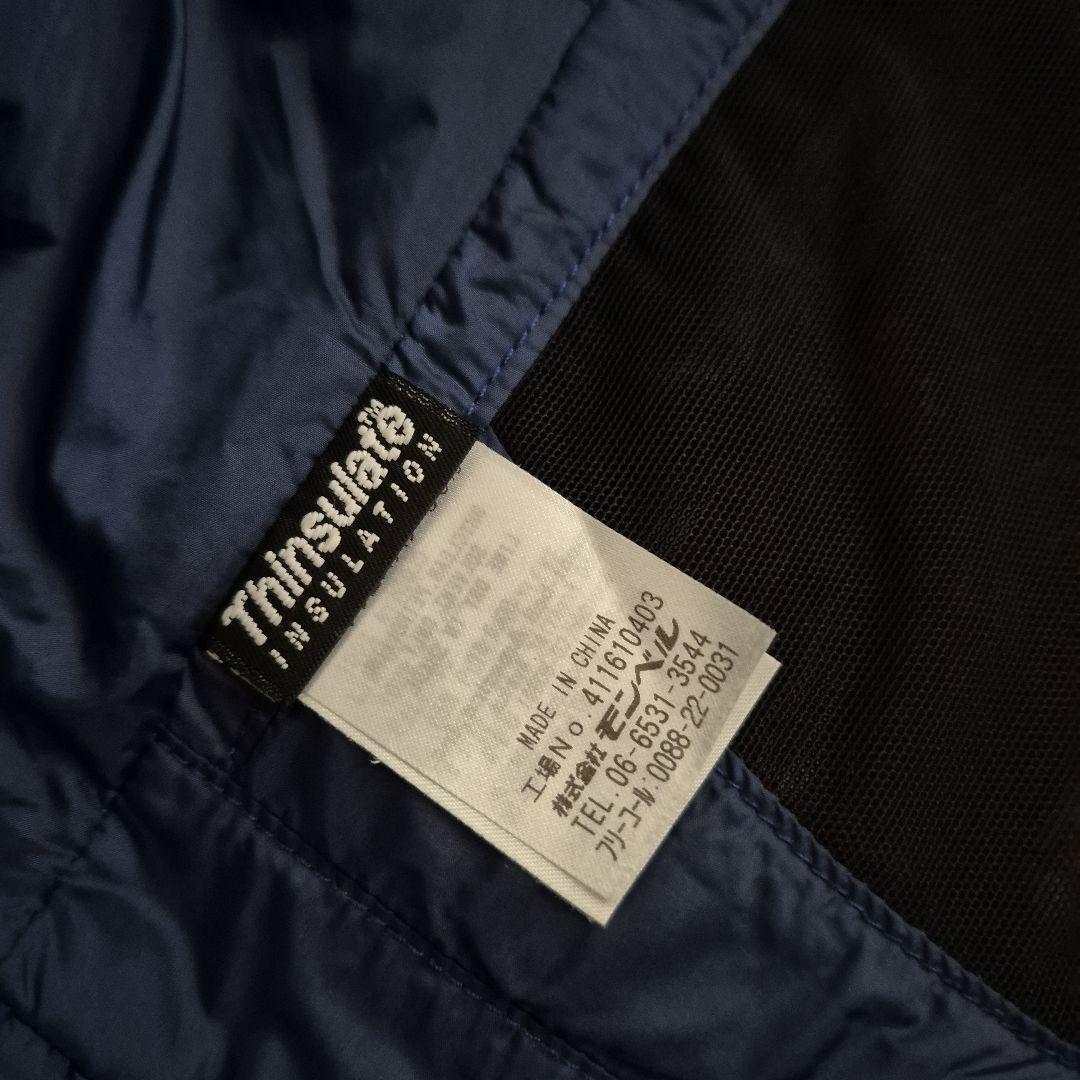 Thinsulate™
INSULATION
MADE IN CHINA
工場No.411610403
株式会社モンベル
TEL.06-6531-3544
フリーコール:0088-22-0031